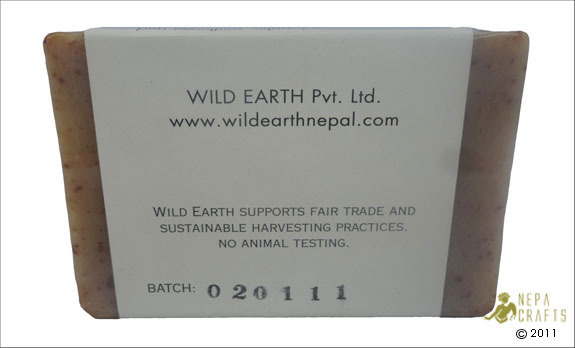 WILD EARTH Pvt. Ltd.
www.wildearthnepal.com
WILD EARTH SUPPORTS FAIR TRADE AND
SUSTAINABLE HARVESTING PRACTICES.
NO ANIMAL TESTING.
BATCH: 020111
NEPA
CRAFTS
© 2011